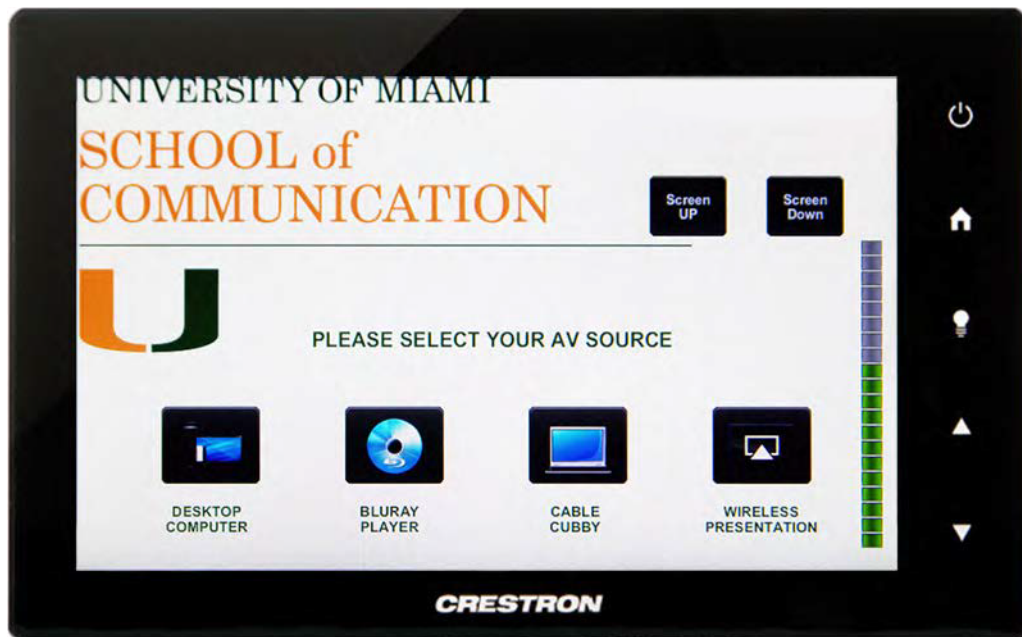 UNIVERSITY OF MIAMI
SCHOOL of
COMMUNICATION
Screen
UP
Screen
Down
PLEASE SELECT YOUR AV SOURCE
DESKTOP
COMPUTER
BLURAY
PLAYER
CABLE
CUBBY
WIRELESS
PRESENTATION
CRESTRON